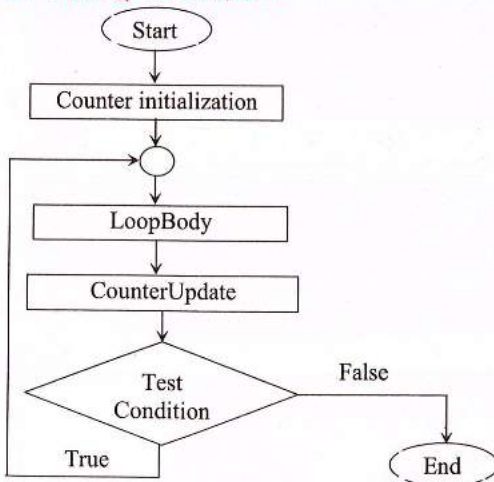 Start
Counter initialization
LoopBody
CounterUpdate
Test
Condition
False
True
End